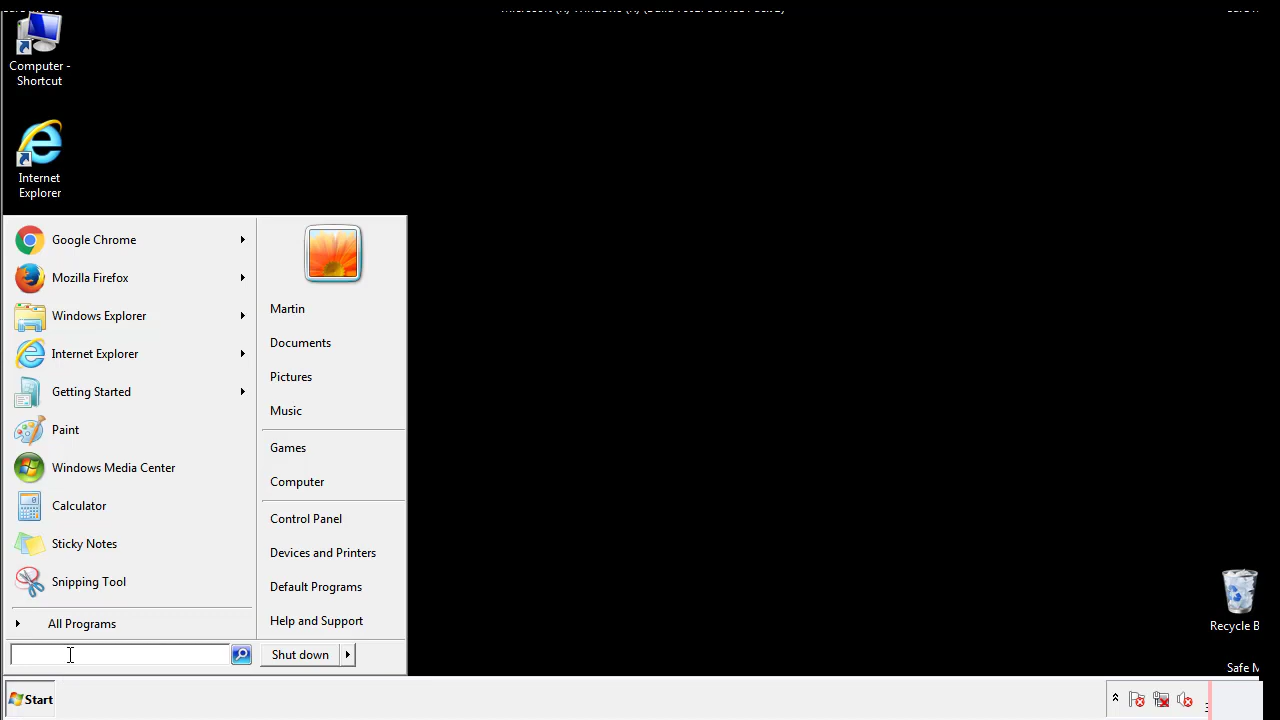 Computer -
Shortcut
Internet
Explorer
Google Chrome
Mozilla Firefox
Windows Explorer
Internet Explorer
Getting Started
Paint
Windows Media Center
Calculator
Sticky Notes
Snipping Tool
All Programs
Martin
Documents
Pictures
Music
Games
Computer
Control Panel
Devices and Printers
Default Programs
Help and Support
Shut down
Recycle B
Safe M
Start